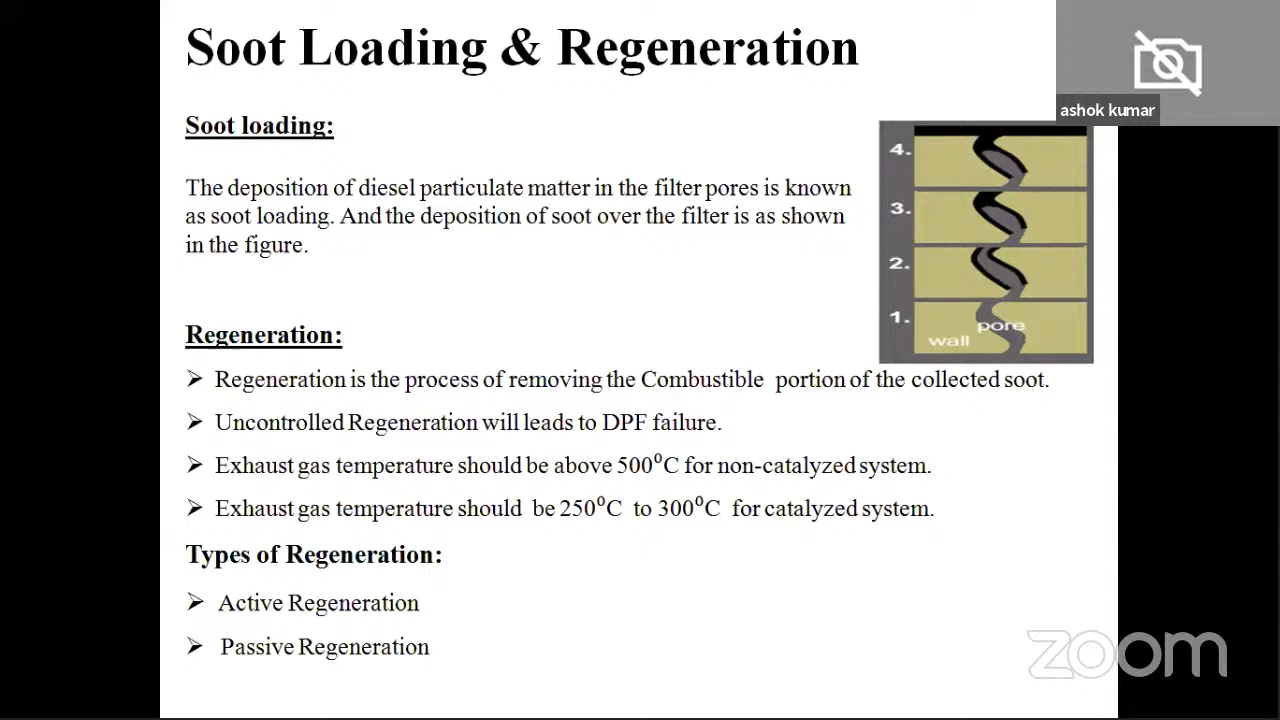 Soot Loading & Regeneration
ashok kumar
Soot loading:
The deposition of diesel particulate matter in the filter pores is known
as soot loading. And the deposition of soot over the filter is as shown
in the figure.
4.
3.
2.
1.
pore
wall
Regeneration:
➢ Regeneration is the process of removing the Combustible portion of the collected soot.
➢ Uncontrolled Regeneration will leads to DPF failure.
➢ Exhaust gas temperature should be above 500⁰C for non-catalyzed system.
➢ Exhaust gas temperature should be 250⁰C to 300⁰C for catalyzed system.
Types of Regeneration:
➢ Active Regeneration
➢ Passive Regeneration
zoom